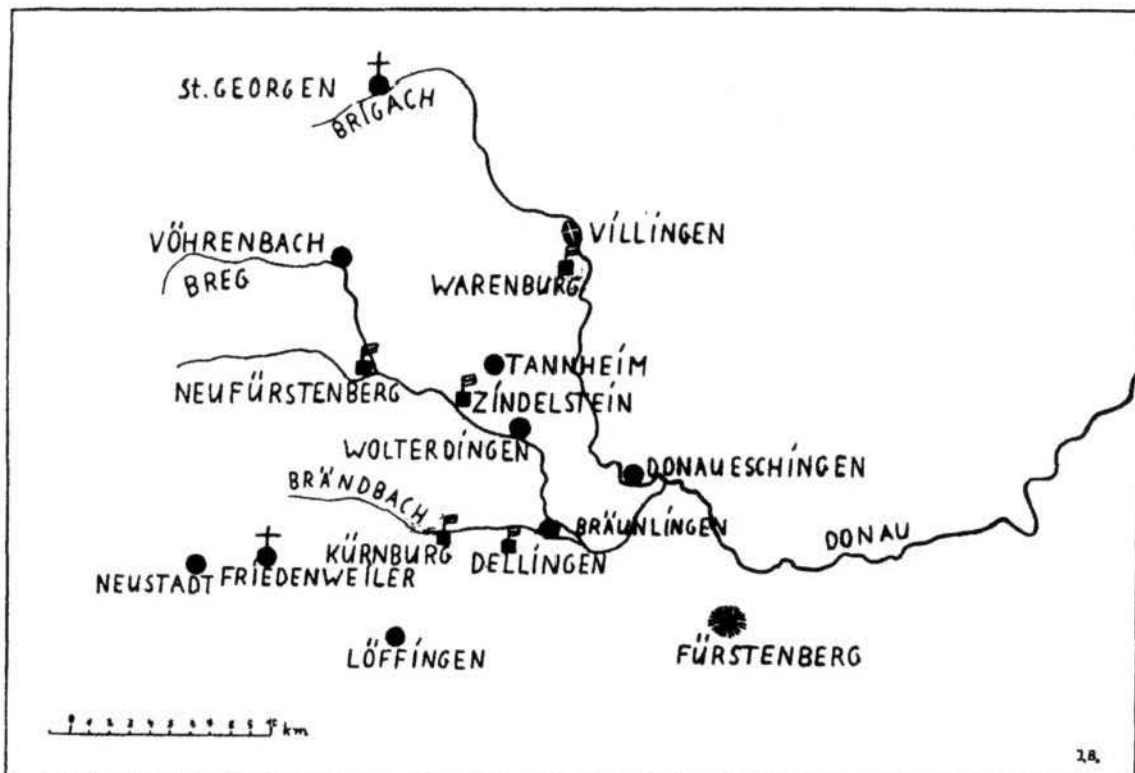 St. GEORGEN
BRIGACH
VILLINGEN
VÖHRENBACH
BREG
WARENBURG
TANNHEIM
NEUFÜRSTENBERG
ZINDELSTEIN
WOLTERDINGEN
DONAUESCHINGEN
BRÄNDBACH
BRÄUNLINGEN
DONAU
KÜRNBURG
DELLINGEN
NEUSTADT
FRIEDENWEILER
LÖFFINGEN
FÜRSTENBERG
km